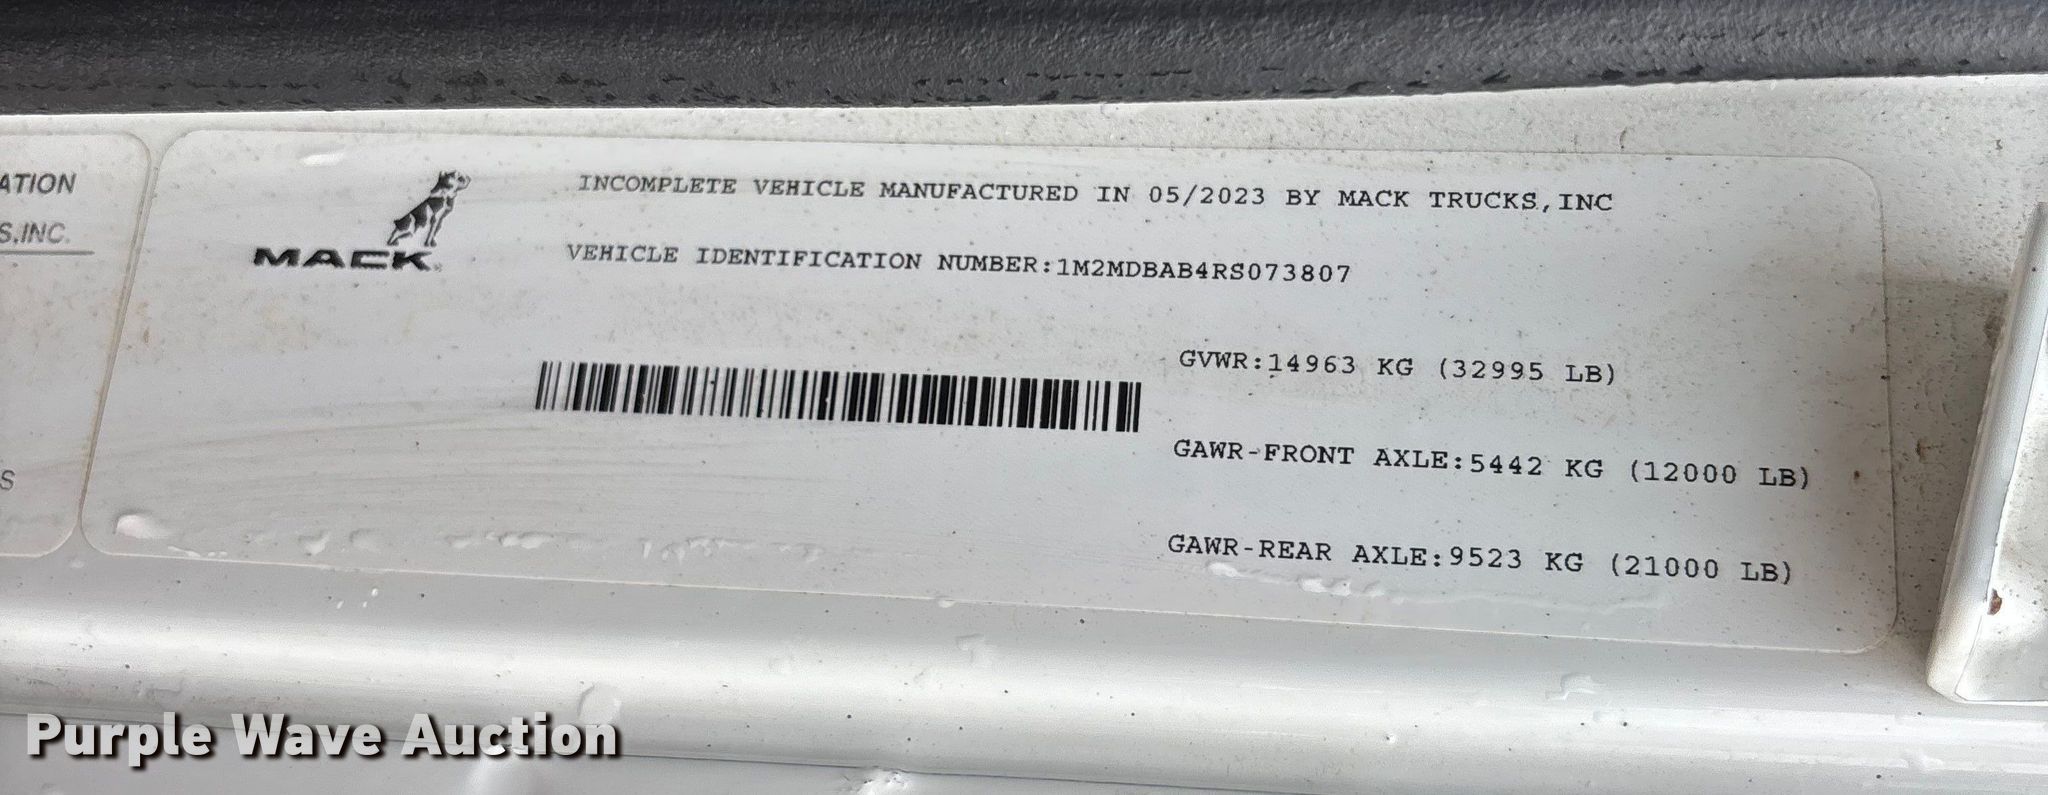 ATION
S,INC.
S
MACK
INCOMPLETE VEHICLE MANUFACTURED IN 05/2023 BY MACK TRUCKS,INC
VEHICLE IDENTIFICATION NUMBER:1M2MDBAB4RS073807
GVWR:14963 KG (32995 LB)
GAWR-FRONT AXLE:5442 KG (12000 LB)
GAWR-REAR AXLE:9523 KG (21000 LB)
Purple Wave Auction